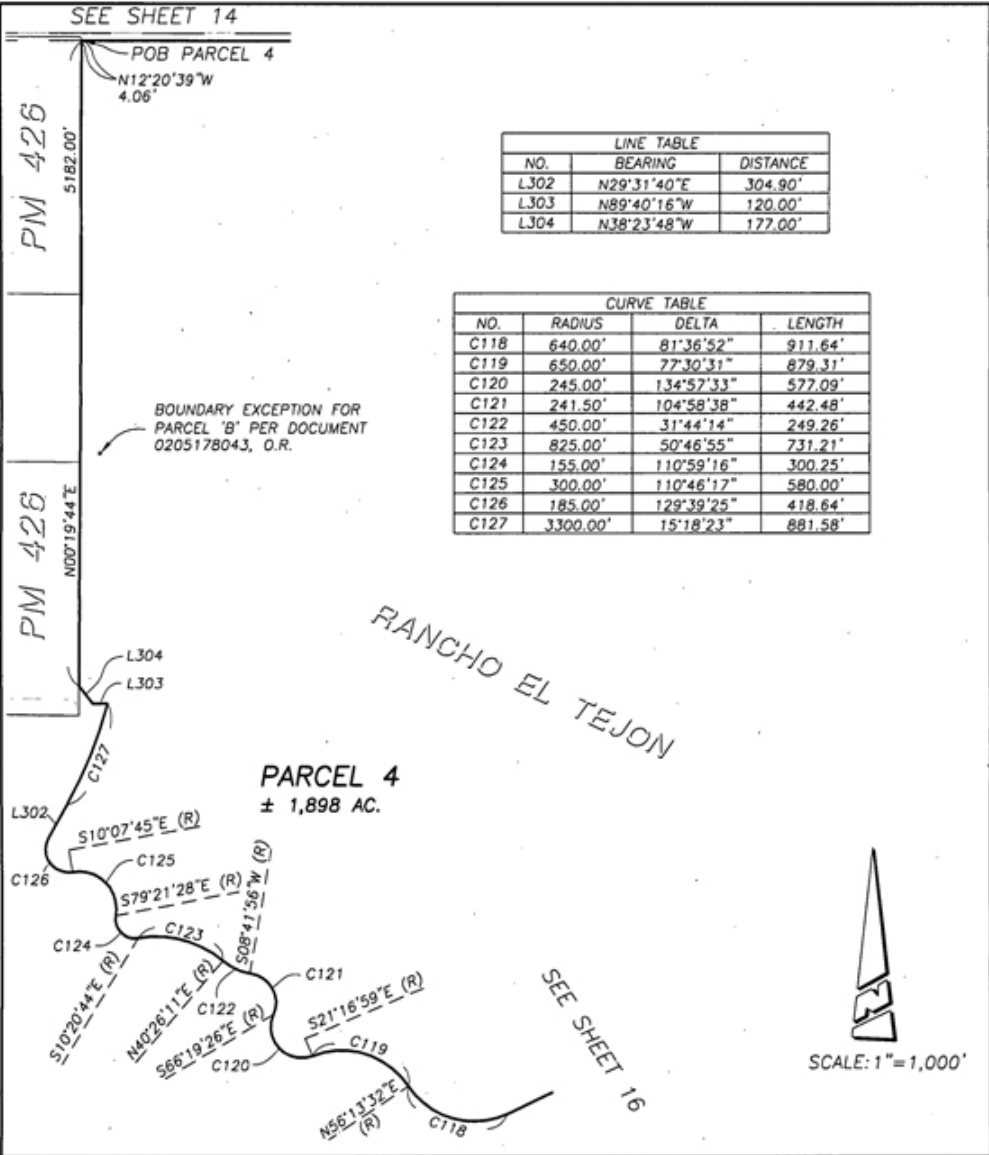 SEE SHEET 14
POB PARCEL 4
N12°20'39"W
4.06'
PM 426
5182.00'
LINE TABLE
NO. BEARING DISTANCE
L302 N29°31'40"E 304.90'
L303 N89°40'16"W 120.00'
L304 N38°23'48"W 177.00'
CURVE TABLE
NO. RADIUS DELTA LENGTH
C118 640.00' 81°36'52" 911.64'
C119 650.00' 77°30'31" 879.31'
C120 245.00' 134°57'33" 577.09'
C121 241.50' 104°58'38" 442.48'
C122 450.00' 31°44'14" 249.26'
C123 825.00' 50°46'55" 731.21'
C124 155.00' 110°59'16" 300.25'
C125 300.00' 110°46'17" 580.00'
C126 185.00' 129°39'25" 418.64'
C127 3300.00' 15°18'23" 881.58'
BOUNDARY EXCEPTION FOR
PARCEL 'B' PER DOCUMENT
0205178043, O.R.
PM 426
N00°19'44"E
RANCHO EL TEJON
L304
L303
C127
PARCEL 4
± 1,898 AC.
L302
S10°07'45"E (R)
C126
C125
S79°21'28"E (R)
C124
C123
S08°41'56"W (R)
S10°20'44"E (R)
N40°26'11"E (R)
C122
C121
S66°19'26"E (R)
S21°16'59"E (R)
C120
C119
N56°13'32"E
(R)
C118
SEE SHEET 16
N
SCALE: 1"=1,000'